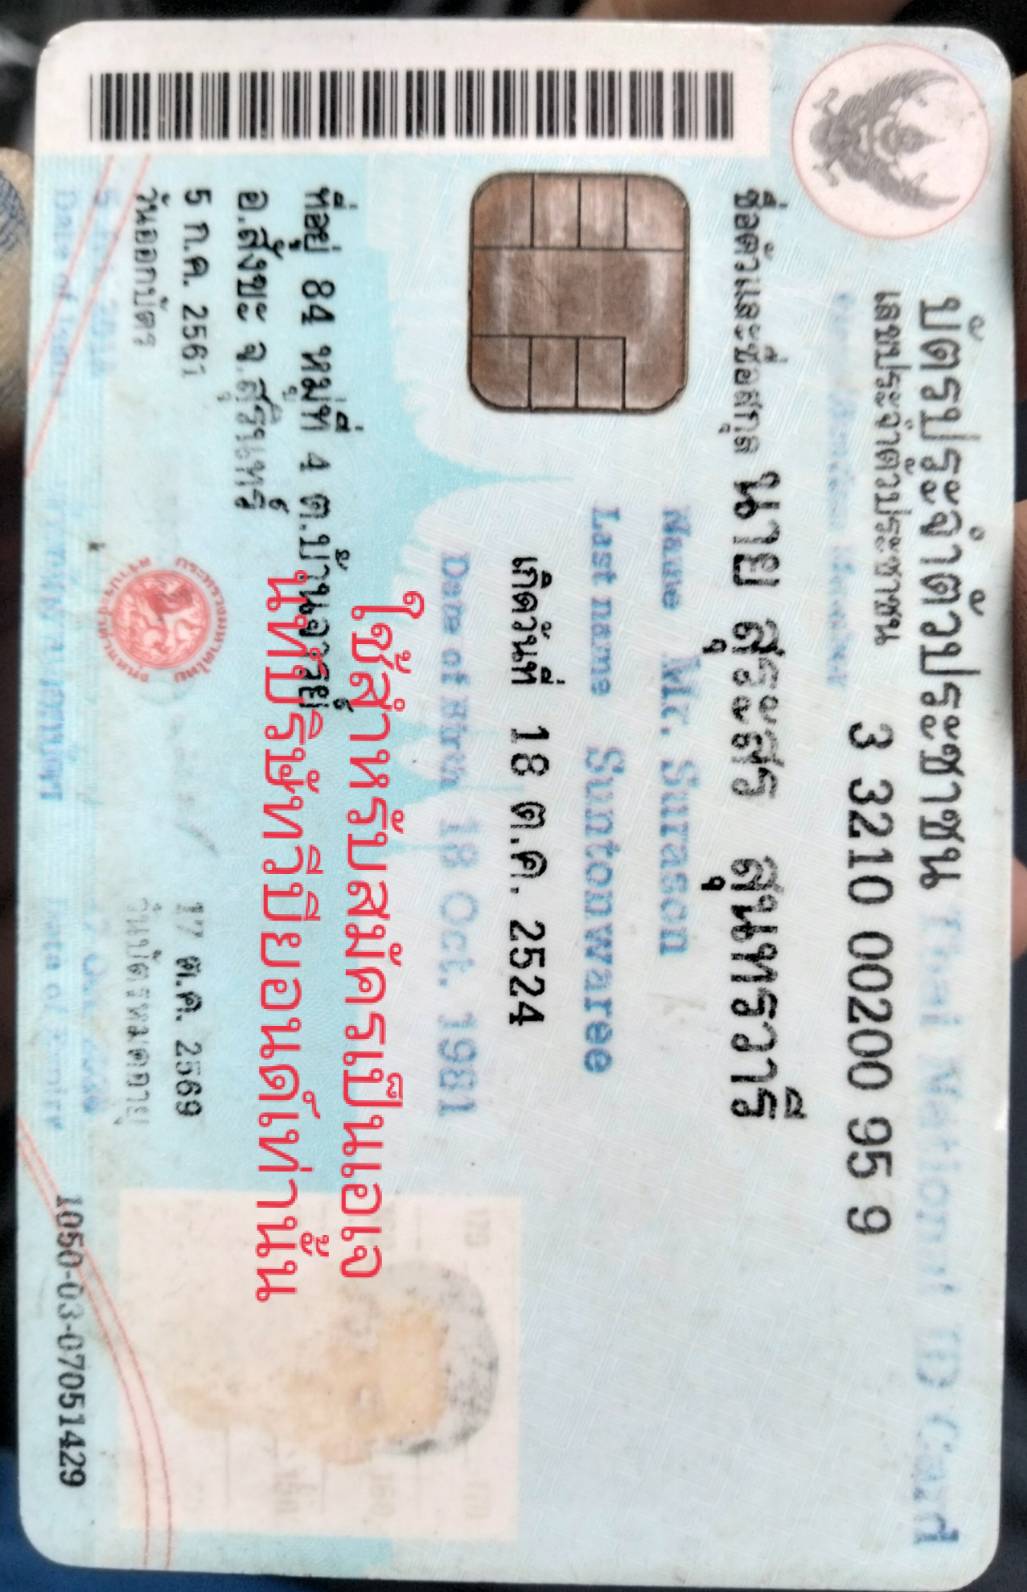 บัตรประจำตัวประชาชน Thai National ID Card
เลขประจำตัวประชาชน 3 3210 00200 95 9
ชื่อตัวและชื่อสกุล นาย สุระสร สุนทรวารี
Name Mr. Surason
Last name Suntonwaree
เกิดวันที่ 18 ต.ค. 2524
Date of Birth 18 Oct. 1981
ใช้สำหรับสมัครเป็นเอเจ
นท์บริษัทวีบียอนด์เท่านั้น
ที่อยู่ 84 หมู่ที่ 4 ต.บ้านจารย์
อ.สังขะ จ.สุรินทร์
5 ก.ค. 2561
วันออกบัตร
Date of Issue
17 ต.ค. 2569
วันบัตรหมดอายุ
Date of Expiry
1050-03-07051429